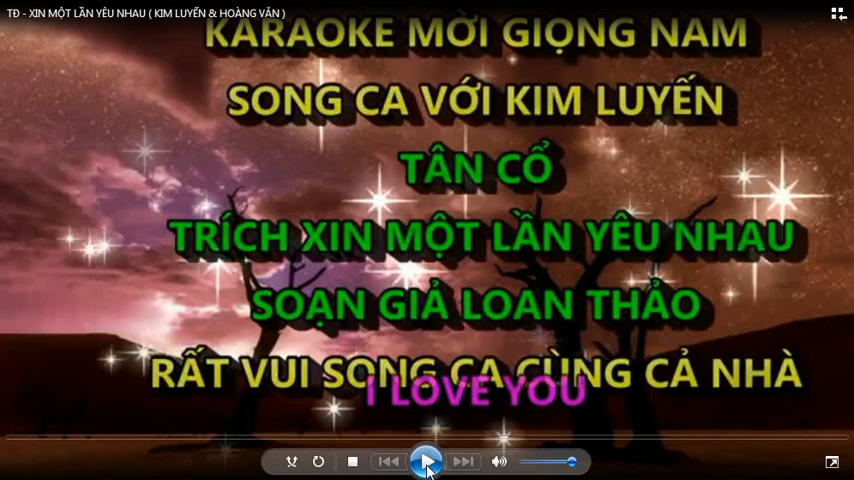 TĐ - XIN MỘT LẦN YÊU NHAU ( KIM LUYẾN & HOÀNG VĂN )
KARAOKE MỜI GIỌNG NAM
SONG CA VỚI KIM LUYẾN
TÂN CỔ
TRÍCH XIN MỘT LẦN YÊU NHAU
SOẠN GIẢ LOAN THẢO
RẤT VUI SONG CA CÙNG CẢ NHÀ
I LOVE YOU